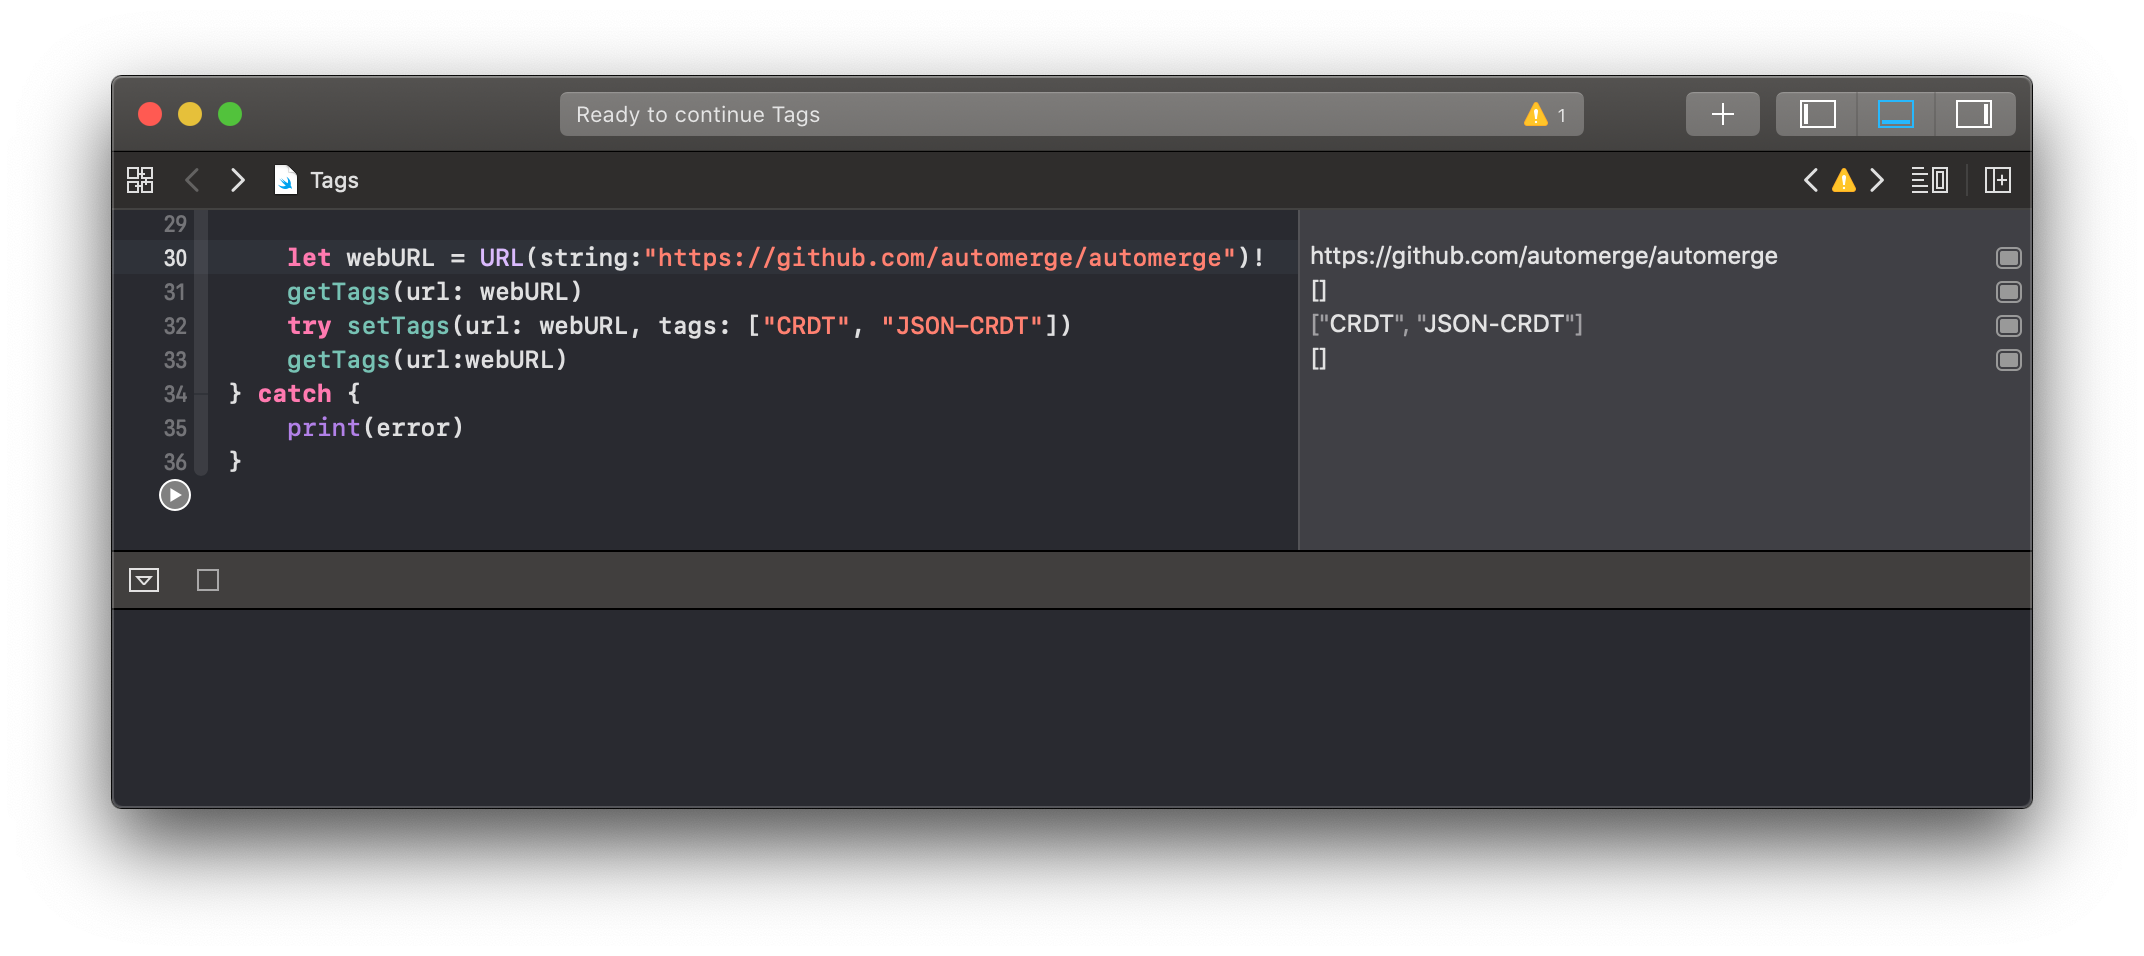 Ready to continue Tags 1
Tags
29
30 let webURL = URL(string:"https://github.com/automerge/automerge")! https://github.com/automerge/automerge
31 getTags(url: webURL) []
32 try setTags(url: webURL, tags: ["CRDT", "JSON-CRDT"]) ["CRDT", "JSON-CRDT"]
33 getTags(url:webURL) []
34 } catch {
35 print(error)
36 }